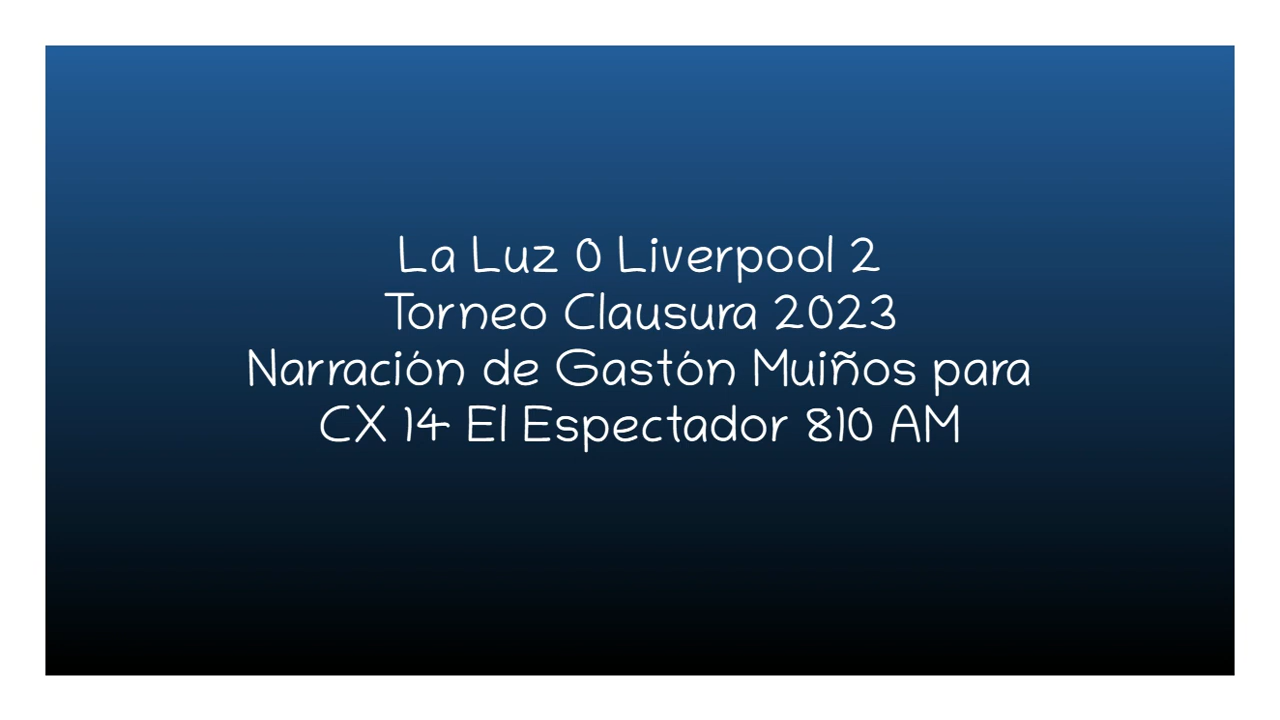 La Luz 0 Liverpool 2
Torneo Clausura 2023
Narración de Gastón Muiños para
CX 14 El Espectador 810 AM